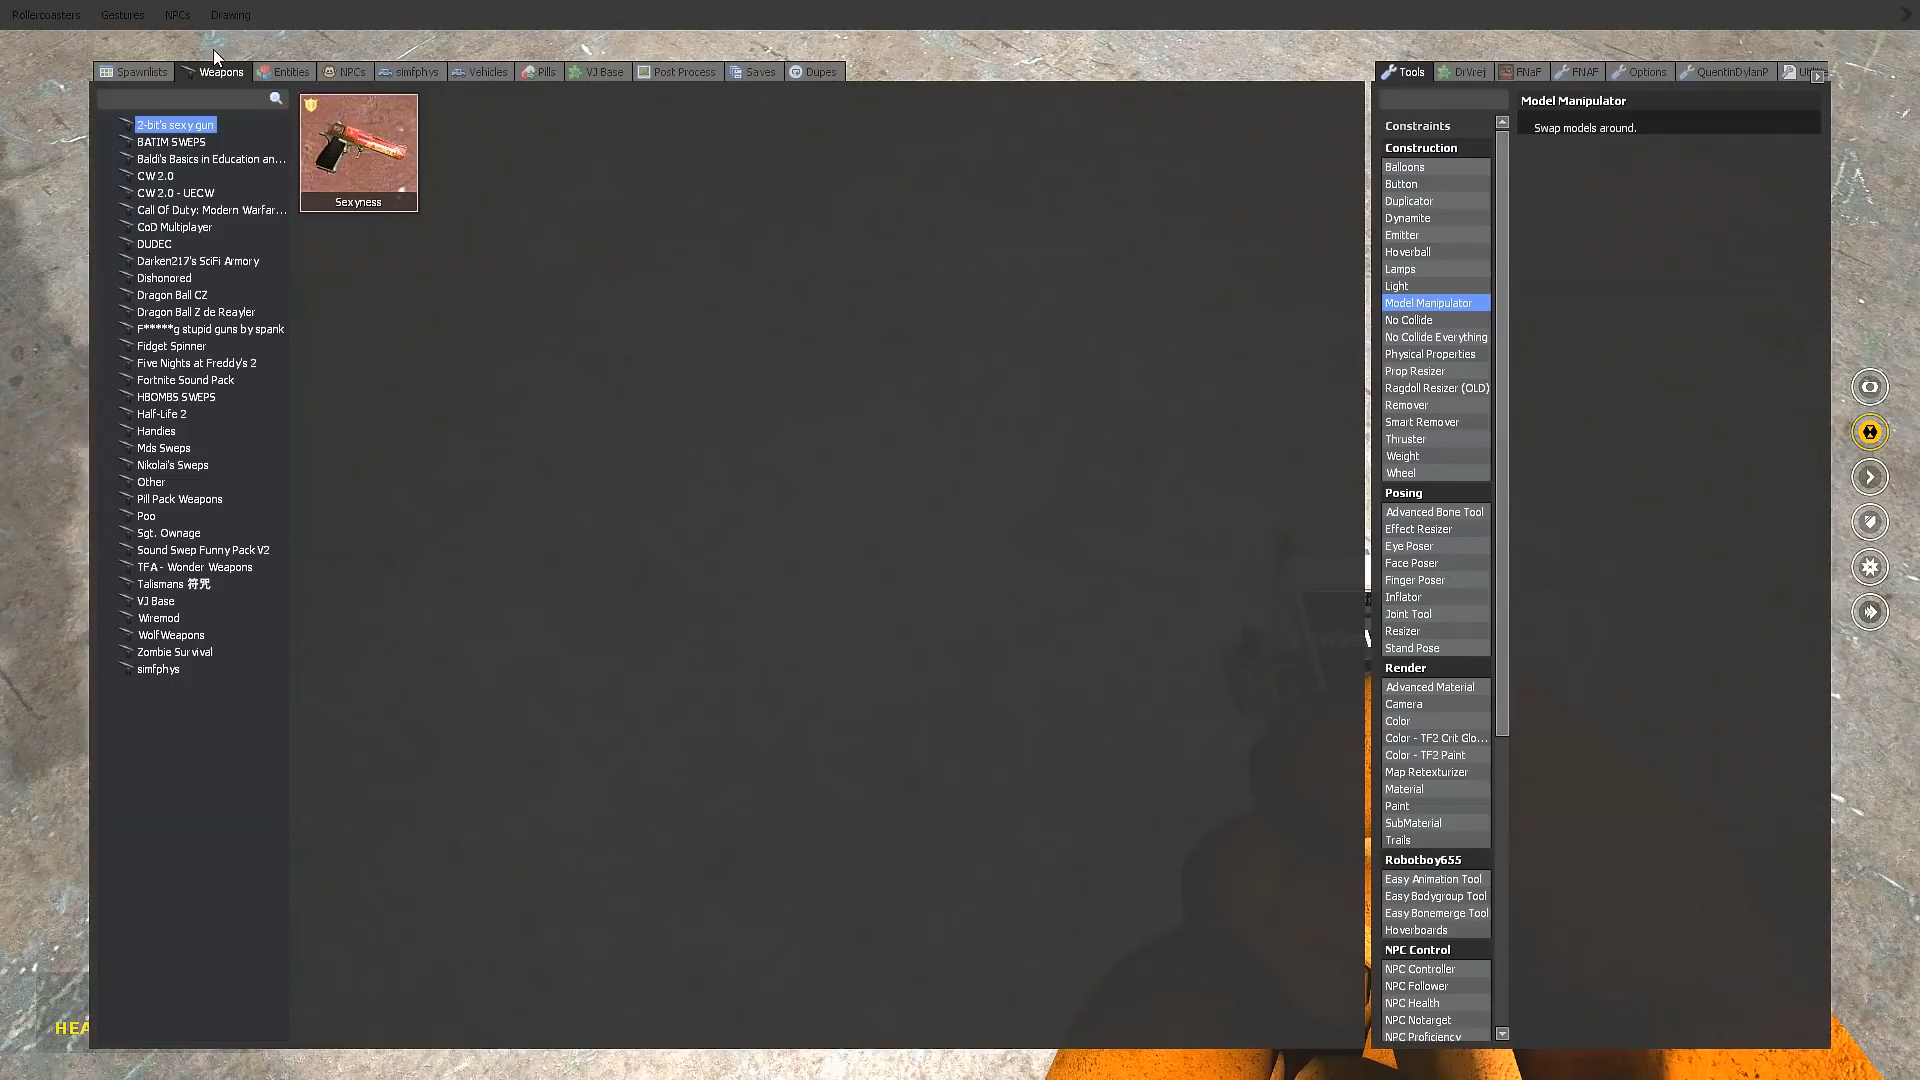 Rollercoasters Gestures NPCs Drawing
Spawnlists Weapons Entities NPCs simfphys Vehicles Pills VJ Base Post Process Saves Dupes
2-bit's sexy gun
BATIM SWEPS
Baldi's Basics in Education an...
CW 2.0
CW 2.0 - UECW
Call Of Duty: Modern Warfar...
CoD Multiplayer
DUDEC
Darken217's SciFi Armory
Dishonored
Dragon Ball CZ
Dragon Ball Z de Reayler
F*****g stupid guns by spank
Fidget Spinner
Five Nights at Freddy's 2
Fortnite Sound Pack
HBOMBS SWEPS
Half-Life 2
Handies
Mds Sweps
Nikolai's Sweps
Other
Pill Pack Weapons
Poo
Sgt. Ownage
Sound Swep Funny Pack V2
TFA - Wonder Weapons
Talismans 符咒
VJ Base
Wiremod
WolfWeapons
Zombie Survival
simfphys
Sexyness
HEA
Tools DrVrej FNaF FNAF Options QuentinDylanP
Constraints
Construction
Balloons
Button
Duplicator
Dynamite
Emitter
Hoverball
Lamps
Light
Model Manipulator
No Collide
No Collide Everything
Physical Properties
Prop Resizer
Ragdoll Resizer (OLD)
Remover
Smart Remover
Thruster
Weight
Wheel
Posing
Advanced Bone Tool
Effect Resizer
Eye Poser
Face Poser
Finger Poser
Inflator
Joint Tool
Resizer
Stand Pose
Render
Advanced Material
Camera
Color
Color - TF2 Crit Glo...
Color - TF2 Paint
Map Retexturizer
Material
Paint
SubMaterial
Trails
Robotboy655
Easy Animation Tool
Easy Bodygroup Tool
Easy Bonemerge Tool
Hoverboards
NPC Control
NPC Controller
NPC Follower
NPC Health
NPC Notarget
NPC Proficiency
Model Manipulator
Swap models around.